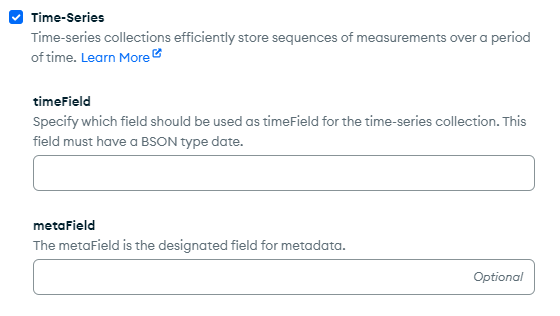 Time-Series
Time-series collections efficiently store sequences of measurements over a period
of time. Learn More
timeField
Specify which field should be used as timeField for the time-series collection. This
field must have a BSON type date.
metaField
The metaField is the designated field for metadata.
Optional